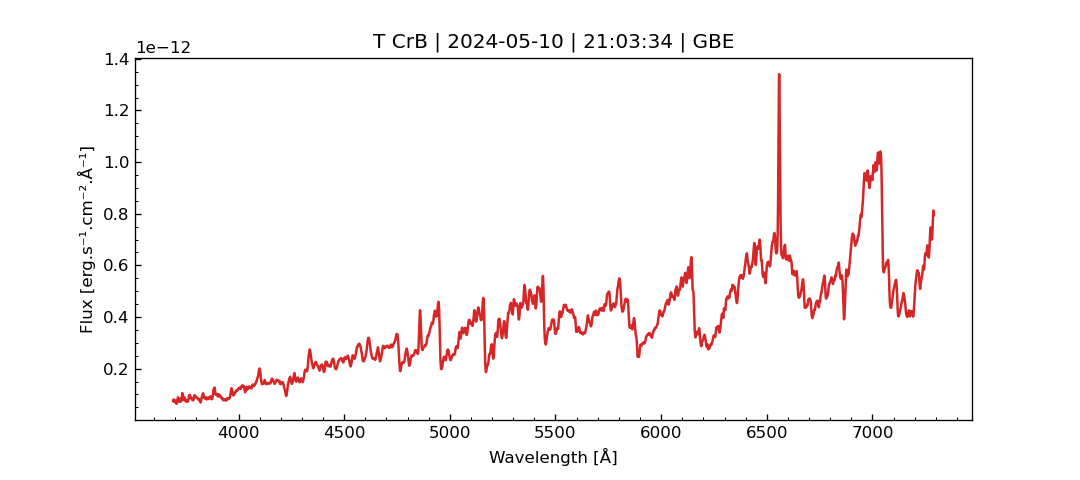 T CrB | 2024-05-10 | 21:03:34 | GBE
1e−12
1.4
1.2
1.0
0.8
0.6
0.4
0.2
Flux [erg.s⁻¹.cm⁻².Å⁻¹]
4000 4500 5000 5500 6000 6500 7000
Wavelength [Å]